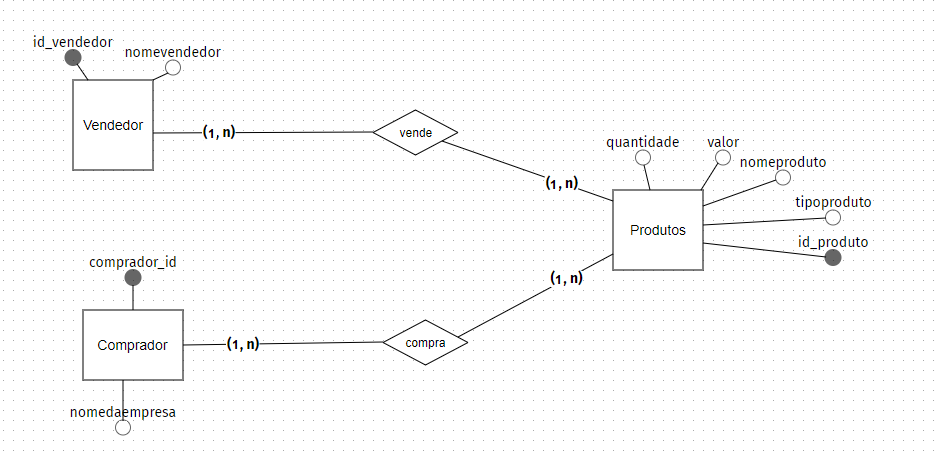 id_vendedor
nomevendedor
Vendedor
(1, n)
vende
(1, n)
quantidade
valor
nomeproduto
tipoproduto
id_produto
Produtos
comprador_id
(1, n)
Comprador
(1, n)
compra
nomedaempresa